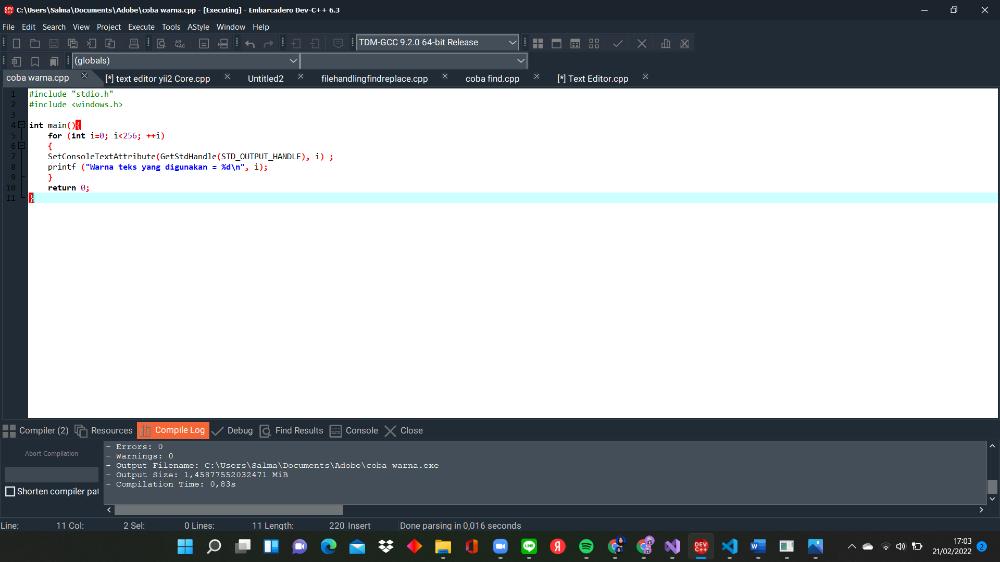 C:\Users\Salma\Documents\Adobe\coba warna.cpp - [Executing] - Embarcadero Dev-C++ 6.3
File Edit Search View Project Execute Tools AStyle Window Help
TDM-GCC 9.2.0 64-bit Release
(globals)
coba warna.cpp [*] text editor yii2 Core.cpp Untitled2 filehandlingfindreplace.cpp coba find.cpp [*] Text Editor.cpp
1 #include "stdio.h"
2 #include <windows.h>
3
4 int main(){
5 for (int i=0; i<256; ++i)
6 {
7 SetConsoleTextAttribute(GetStdHandle(STD_OUTPUT_HANDLE), i) ;
8 printf ("Warna teks yang digunakan = %d\n", i);
9 }
10 return 0;
11 }
Compiler (2) Resources Compile Log Debug Find Results Console Close
Abort Compilation
Shorten compiler pat
- Errors: 0
- Warnings: 0
- Output Filename: C:\Users\Salma\Documents\Adobe\coba warna.exe
- Output Size: 1,45877552032471 MiB
- Compilation Time: 0,83s
Line: 11 Col: 2 Sel: 0 Lines: 11 Length: 220 Insert Done parsing in 0,016 seconds
17:03
21/02/2022
2